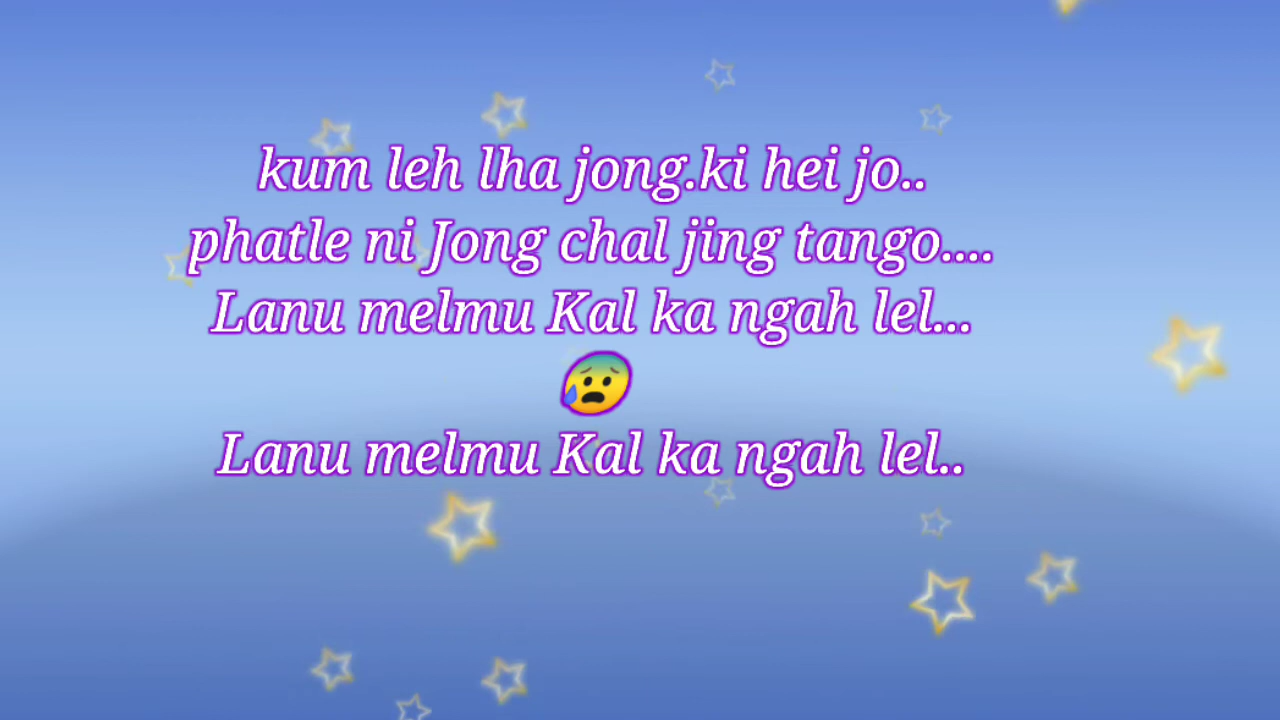 kum leh lha jong.ki hei jo..
phatle ni Jong chal jing tango....
Lanu melmu Kal ka ngah lel...
😰
Lanu melmu Kal ka ngah lel..